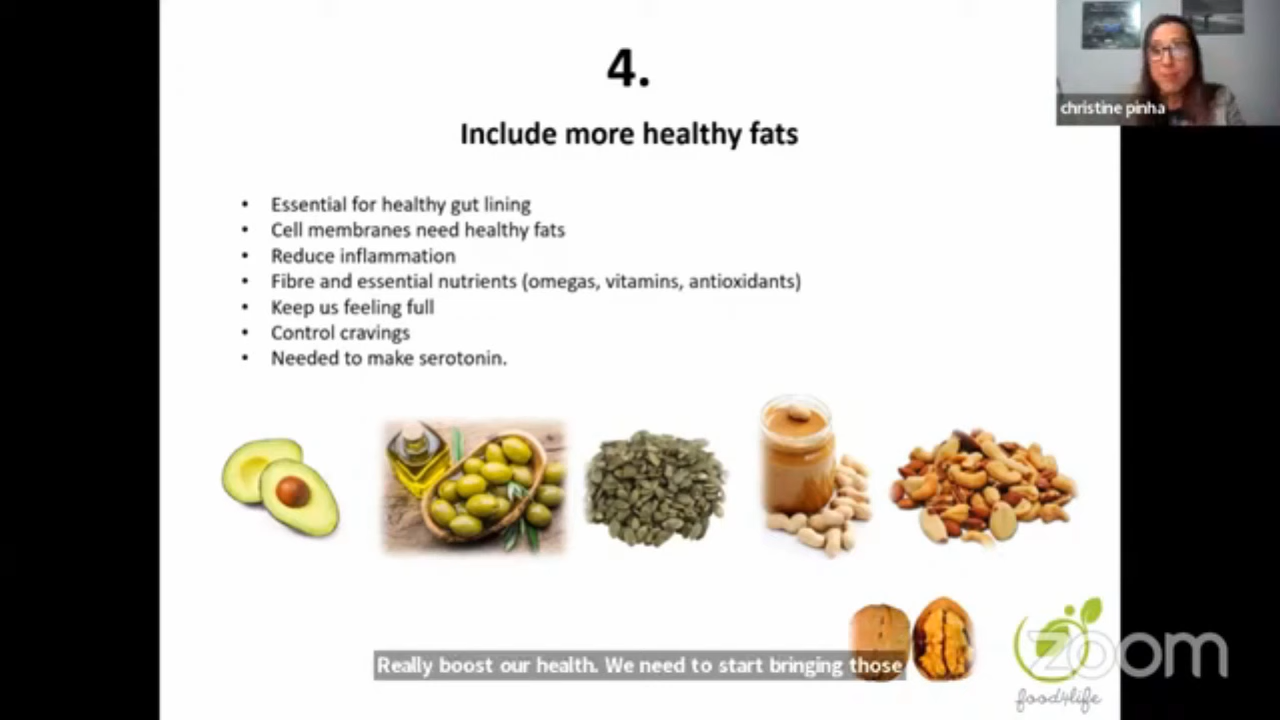 4.
christine pinha
Include more healthy fats
• Essential for healthy gut lining
• Cell membranes need healthy fats
• Reduce inflammation
• Fibre and essential nutrients (omegas, vitamins, antioxidants)
• Keep us feeling full
• Control cravings
• Needed to make serotonin.
Really boost our health. We need to start bringing those
zoom
food4life